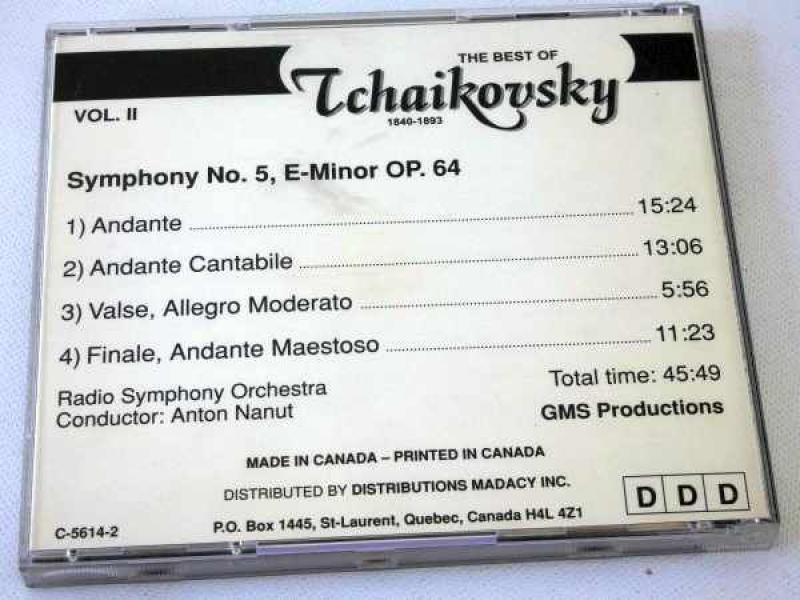 THE BEST OF
Tchaikovsky
1840-1893
VOL. II
Symphony No. 5, E-Minor OP. 64
1) Andante 15:24
2) Andante Cantabile 13:06
3) Valse, Allegro Moderato 5:56
4) Finale, Andante Maestoso 11:23
Radio Symphony Orchestra
Conductor: Anton Nanut
Total time: 45:49
GMS Productions
MADE IN CANADA – PRINTED IN CANADA
DISTRIBUTED BY DISTRIBUTIONS MADACY INC.
P.O. Box 1445, St-Laurent, Quebec, Canada H4L 4Z1
C-5614-2
D D D